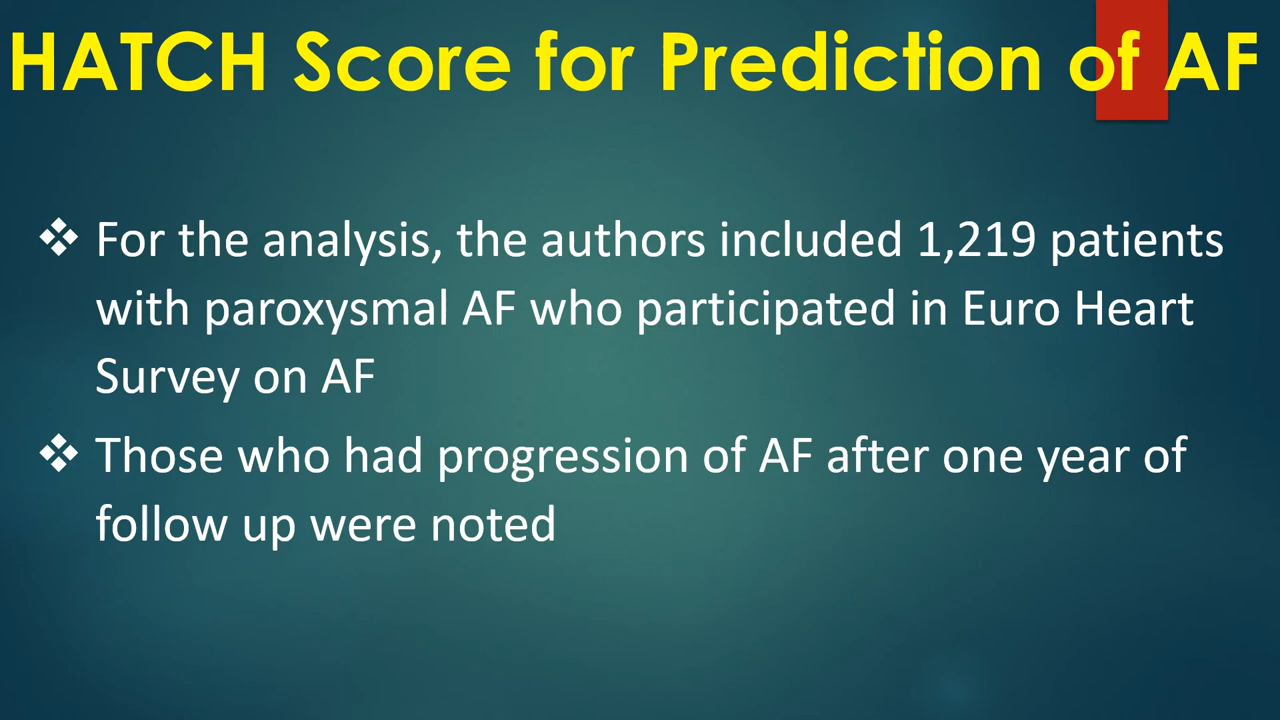 HATCH Score for Prediction of AF
❖ For the analysis, the authors included 1,219 patients
with paroxysmal AF who participated in Euro Heart
Survey on AF
❖ Those who had progression of AF after one year of
follow up were noted